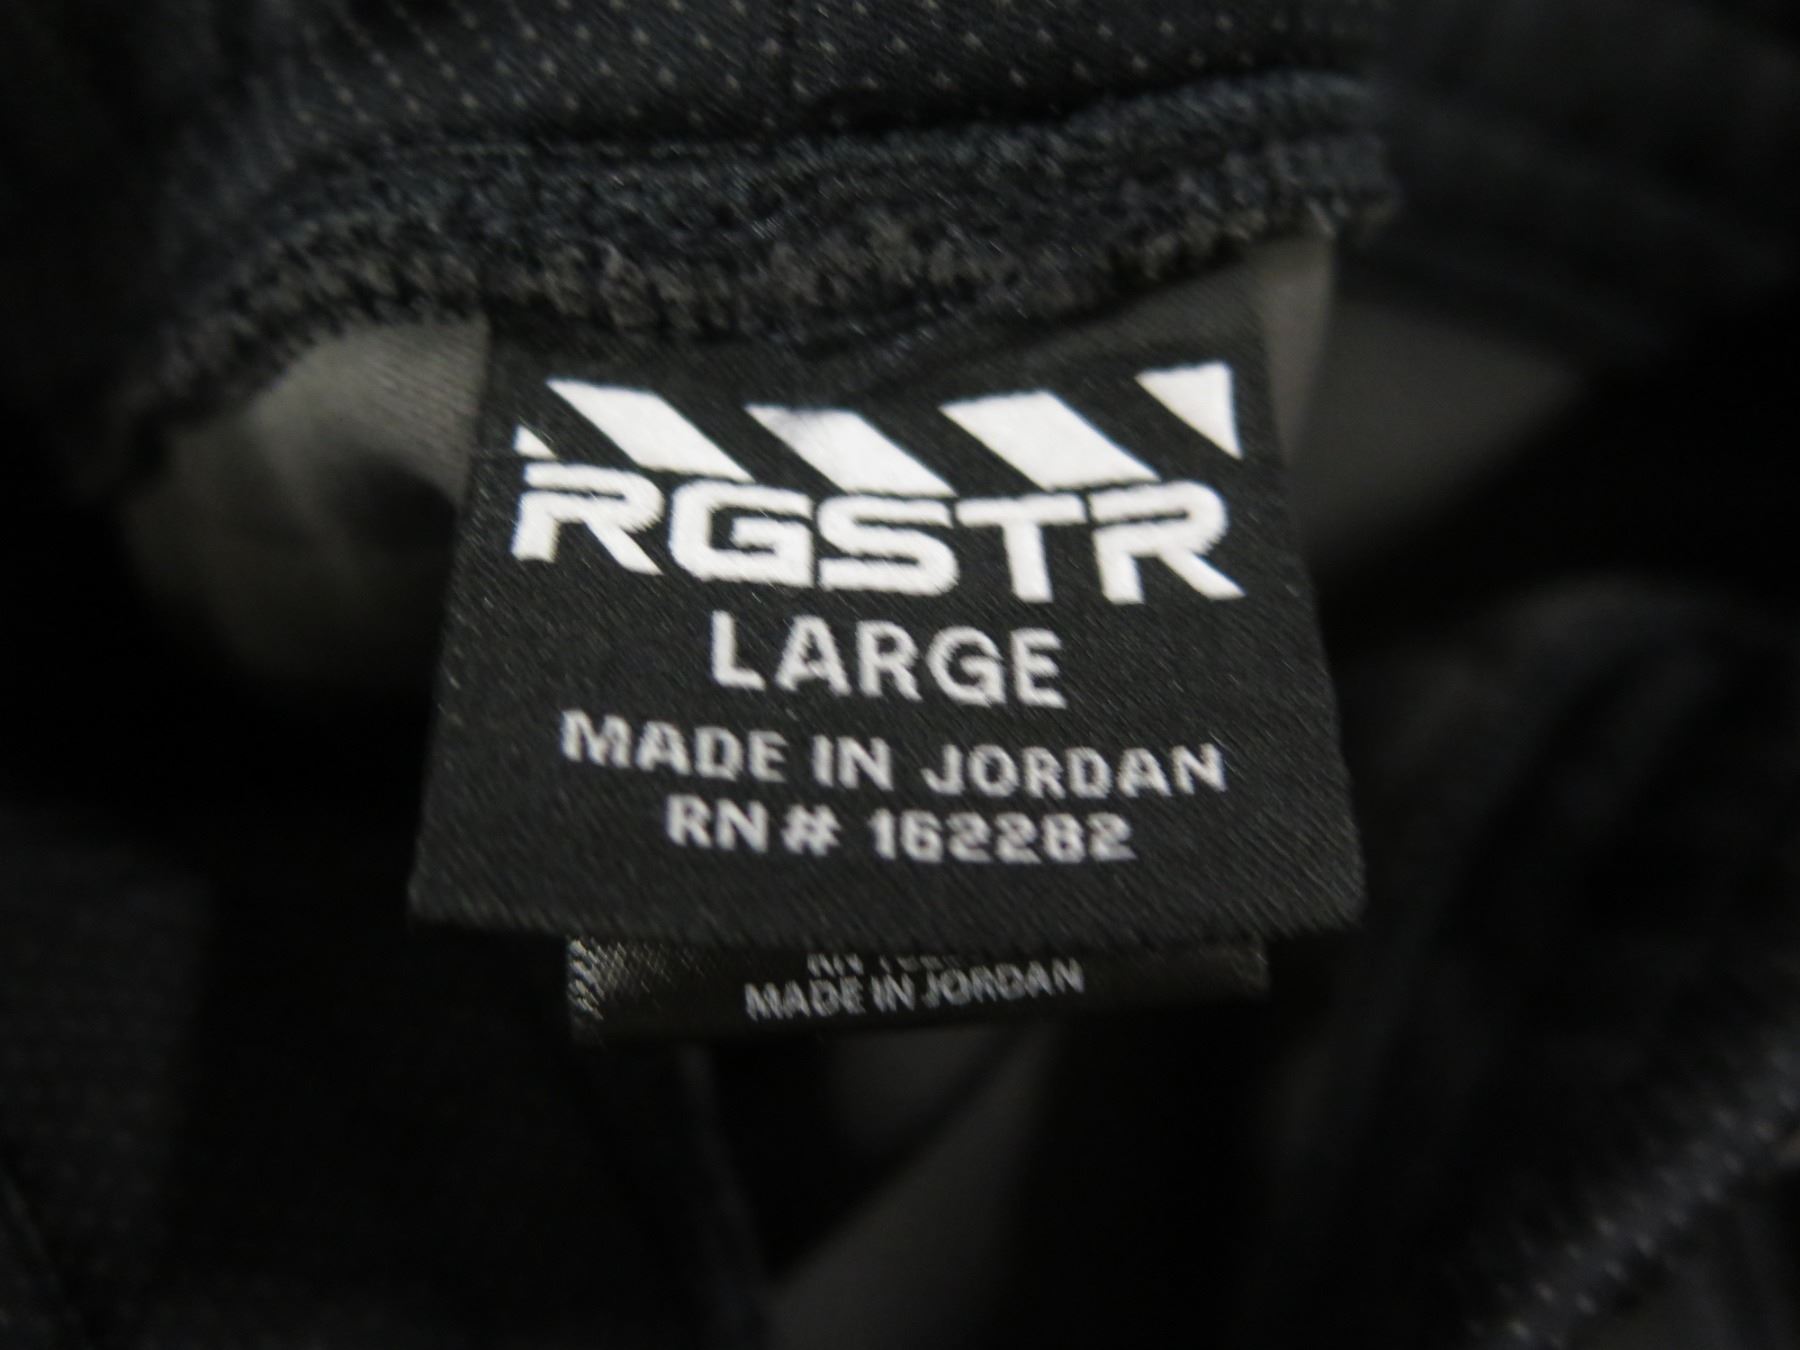 RGSTR
LARGE
MADE IN JORDAN
RN# 162282
MADE IN JORDAN